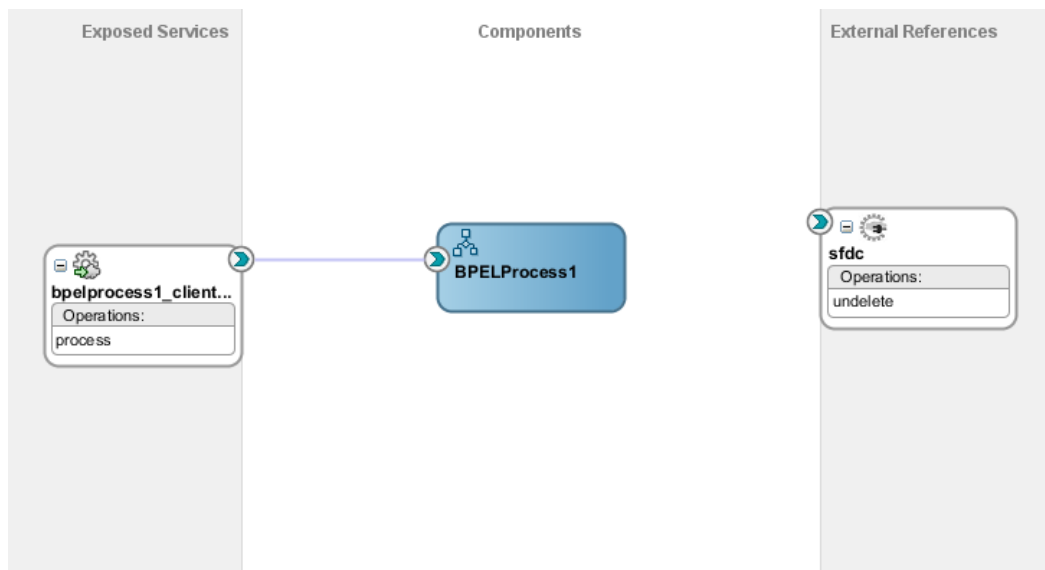 Exposed Services
Components
External References
bpelprocess1_client...
Operations:
process
BPELProcess1
sfdc
Operations:
undelete